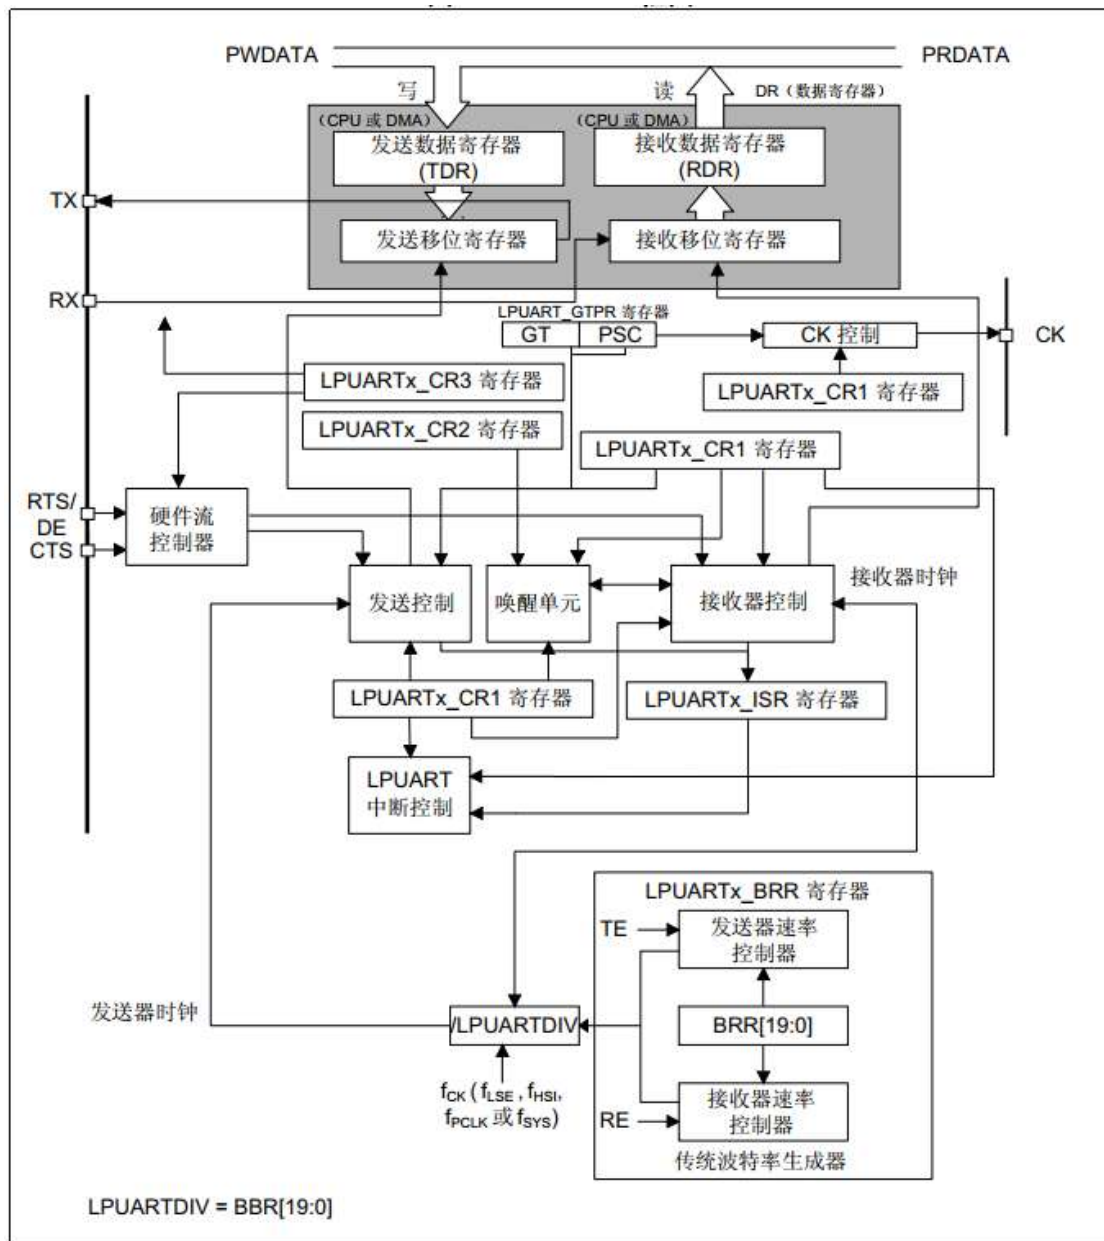 PWDATA
PRDATA
写
读
DR（数据寄存器）
（CPU 或 DMA）
（CPU 或 DMA）
发送数据寄存器
(TDR)
接收数据寄存器
(RDR)
TX
发送移位寄存器
接收移位寄存器
RX
LPUART_GTPR 寄存器
GT
PSC
CK 控制
CK
LPUARTx_CR3 寄存器
LPUARTx_CR1 寄存器
LPUARTx_CR2 寄存器
LPUARTx_CR1 寄存器
RTS/
DE
CTS
硬件流
控制器
接收器时钟
发送控制
唤醒单元
接收器控制
LPUARTx_CR1 寄存器
LPUARTx_ISR 寄存器
LPUART
中断控制
LPUARTx_BRR 寄存器
TE
发送器速率
控制器
发送器时钟
/LPUARTDIV
BRR[19:0]
fCK ( fLSE , fHSI,
fPCLK 或 fSYS)
RE
接收器速率
控制器
传统波特率生成器
LPUARTDIV = BBR[19:0]